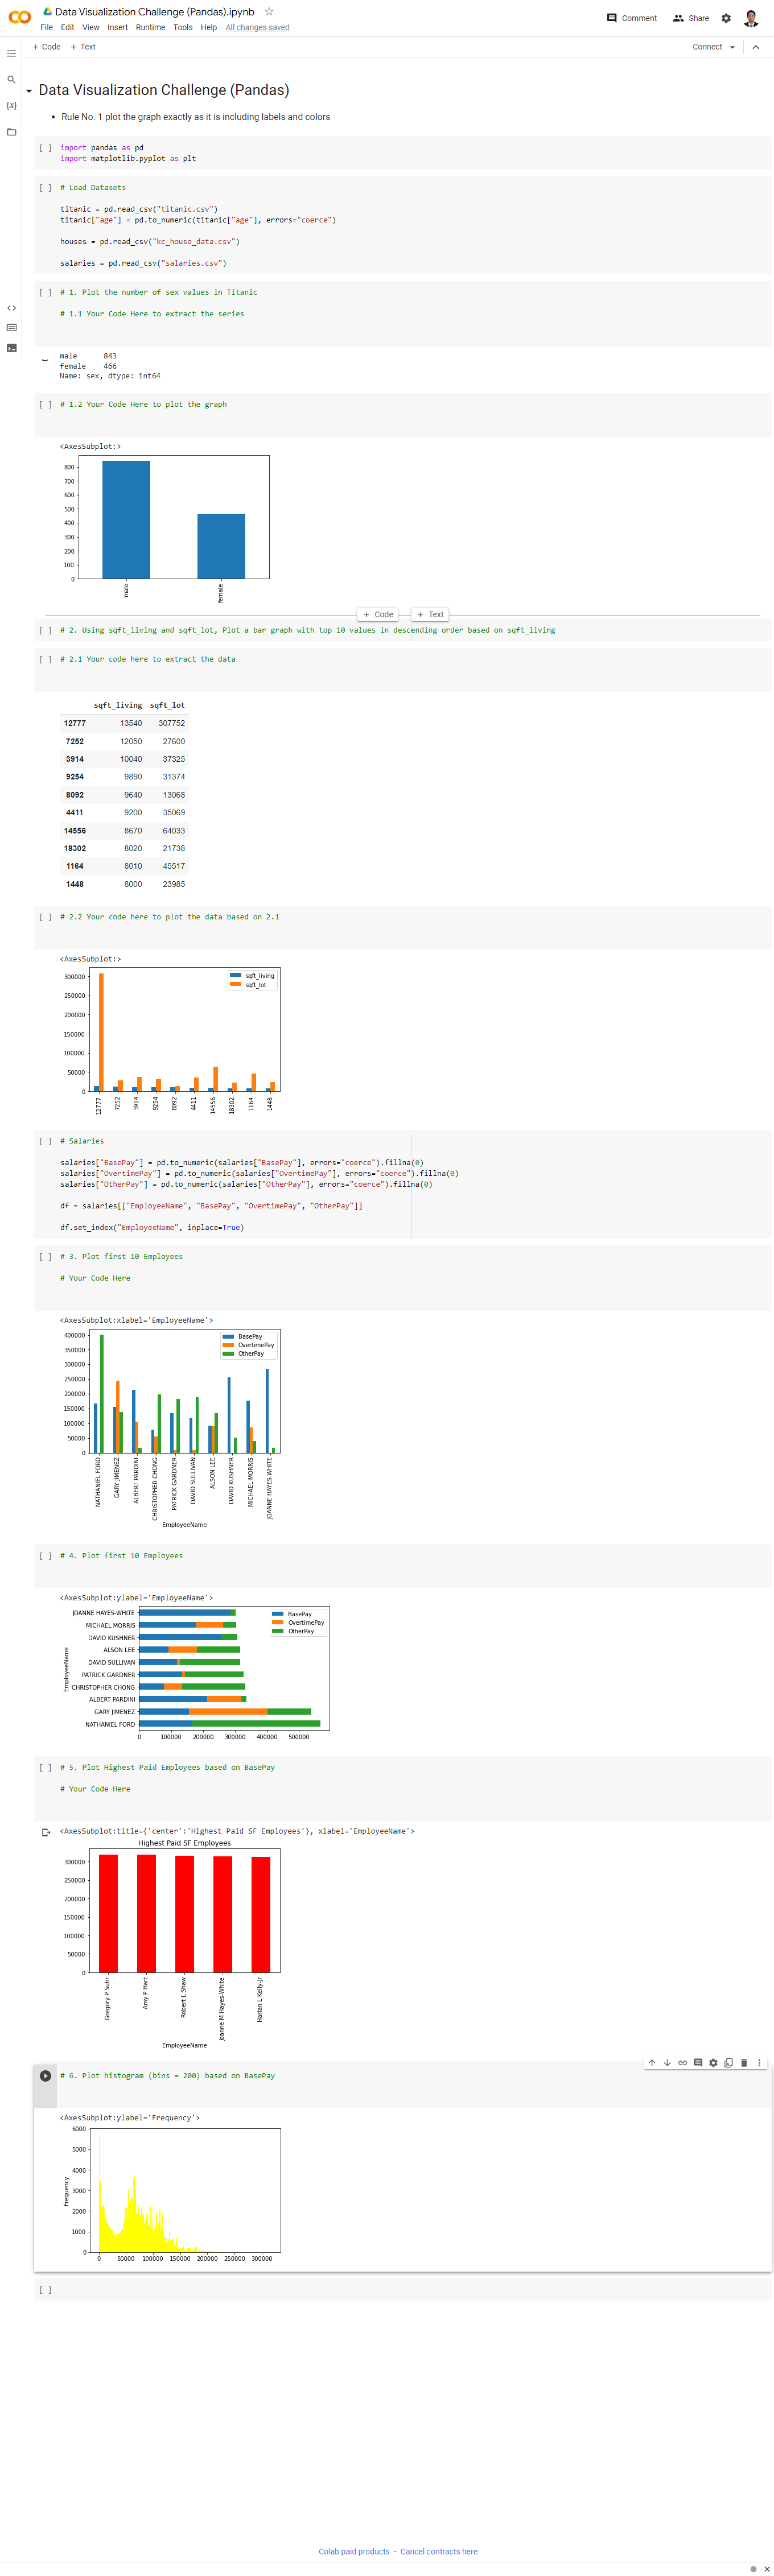 Data Visualization Challenge (Pandas).ipynb
File Edit View Insert Runtime Tools Help All changes saved
Comment Share
+ Code + Text
Connect
Data Visualization Challenge (Pandas)
• Rule No. 1 plot the graph exactly as it is including labels and colors
[ ] import pandas as pd
import matplotlib.pyplot as plt
[ ] # Load Datasets
titanic = pd.read_csv("titanic.csv")
titanic["age"] = pd.to_numeric(titanic["age"], errors="coerce")
houses = pd.read_csv("kc_house_data.csv")
salaries = pd.read_csv("salaries.csv")
[ ] # 1. Plot the number of sex values in Titanic
# 1.1 Your Code Here to extract the series
male 843
female 466
Name: sex, dtype: int64
[ ] # 1.2 Your Code Here to plot the graph
<AxesSubplot:>
800
700
600
500
400
300
200
100
0
male
female
+ Code + Text
[ ] # 2. Using sqft_living and sqft_lot, Plot a bar graph with top 10 values in descending order based on sqft_living
[ ] # 2.1 Your code here to extract the data
sqft_living sqft_lot
12777 13540 307752
7252 12050 27600
3914 10040 37325
9254 9890 31374
8092 9640 13068
4411 9200 35069
14556 8670 64033
18302 8020 21738
1164 8010 45517
1448 8000 23985
[ ] # 2.2 Your code here to plot the data based on 2.1
<AxesSubplot:>
sqft_living
sqft_lot
300000
250000
200000
150000
100000
50000
0
12777
7252
3914
9254
8092
4411
14556
18302
1164
1448
[ ] # Salaries
salaries["BasePay"] = pd.to_numeric(salaries["BasePay"], errors="coerce").fillna(0)
salaries["OvertimePay"] = pd.to_numeric(salaries["OvertimePay"], errors="coerce").fillna(0)
salaries["OtherPay"] = pd.to_numeric(salaries["OtherPay"], errors="coerce").fillna(0)
df = salaries[["EmployeeName", "BasePay", "OvertimePay", "OtherPay"]]
df.set_index("EmployeeName", inplace=True)
[ ] # 3. Plot first 10 Employees
# Your Code Here
<AxesSubplot:xlabel='EmployeeName'>
BasePay
OvertimePay
OtherPay
400000
350000
300000
250000
200000
150000
100000
50000
0
NATHANIEL FORD
GARY JIMENEZ
ALBERT PARDINI
CHRISTOPHER CHONG
PATRICK GARDNER
DAVID SULLIVAN
ALSON LEE
DAVID KUSHNER
MICHAEL MORRIS
JOANNE HAYES-WHITE
EmployeeName
[ ] # 4. Plot first 10 Employees
<AxesSubplot:ylabel='EmployeeName'>
BasePay
OvertimePay
OtherPay
EmployeeName
JOANNE HAYES-WHITE
MICHAEL MORRIS
DAVID KUSHNER
ALSON LEE
DAVID SULLIVAN
PATRICK GARDNER
CHRISTOPHER CHONG
ALBERT PARDINI
GARY JIMENEZ
NATHANIEL FORD
0 100000 200000 300000 400000 500000
[ ] # 5. Plot Highest Paid Employees based on BasePay
# Your Code Here
<AxesSubplot:title={'center':'Highest Paid SF Employees'}, xlabel='EmployeeName'>
Highest Paid SF Employees
300000
250000
200000
150000
100000
50000
0
Gregory P Suhr
Amy P Hart
Robert L Shaw
Joanne M Hayes-White
Harlan L Kelly-Jr
EmployeeName
# 6. Plot histogram (bins = 200) based on BasePay
<AxesSubplot:ylabel='Frequency'>
Frequency
6000
5000
4000
3000
2000
1000
0
0 50000 100000 150000 200000 250000 300000
[ ]
Colab paid products - Cancel contracts here